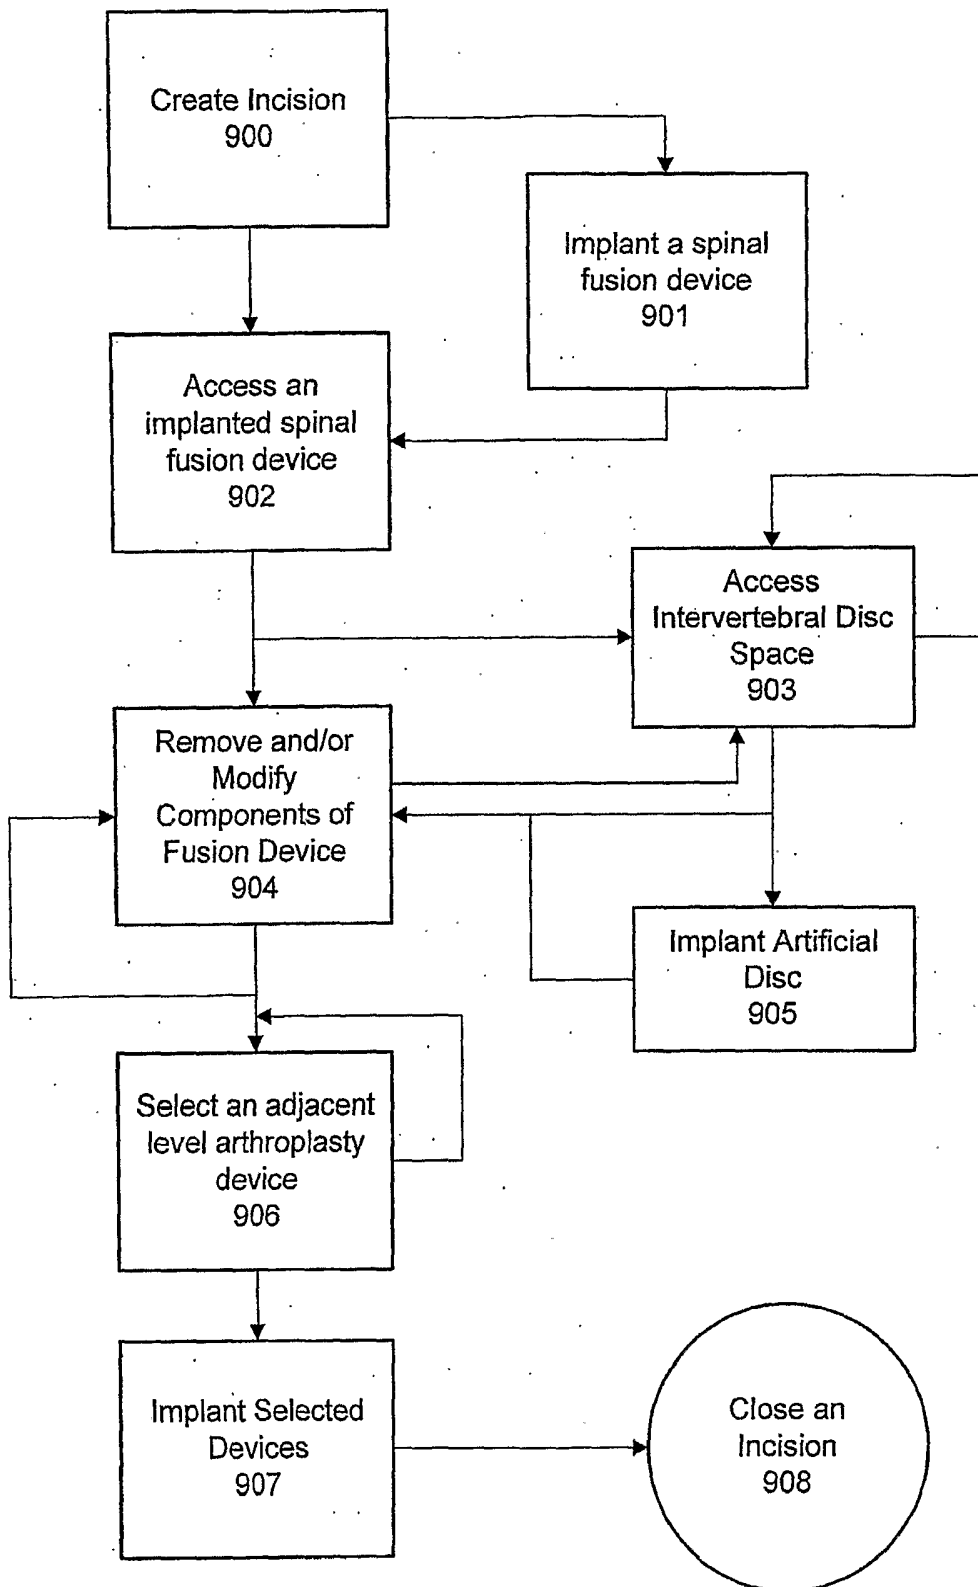 Create Incision
900
Implant a spinal
fusion device
901
Access an
implanted spinal
fusion device
902
Access
Intervertebral Disc
Space
903
Remove and/or
Modify
Components of
Fusion Device
904
Implant Artificial
Disc
905
Select an adjacent
level arthroplasty
device
906
Implant Selected
Devices
907
Close an
Incision
908